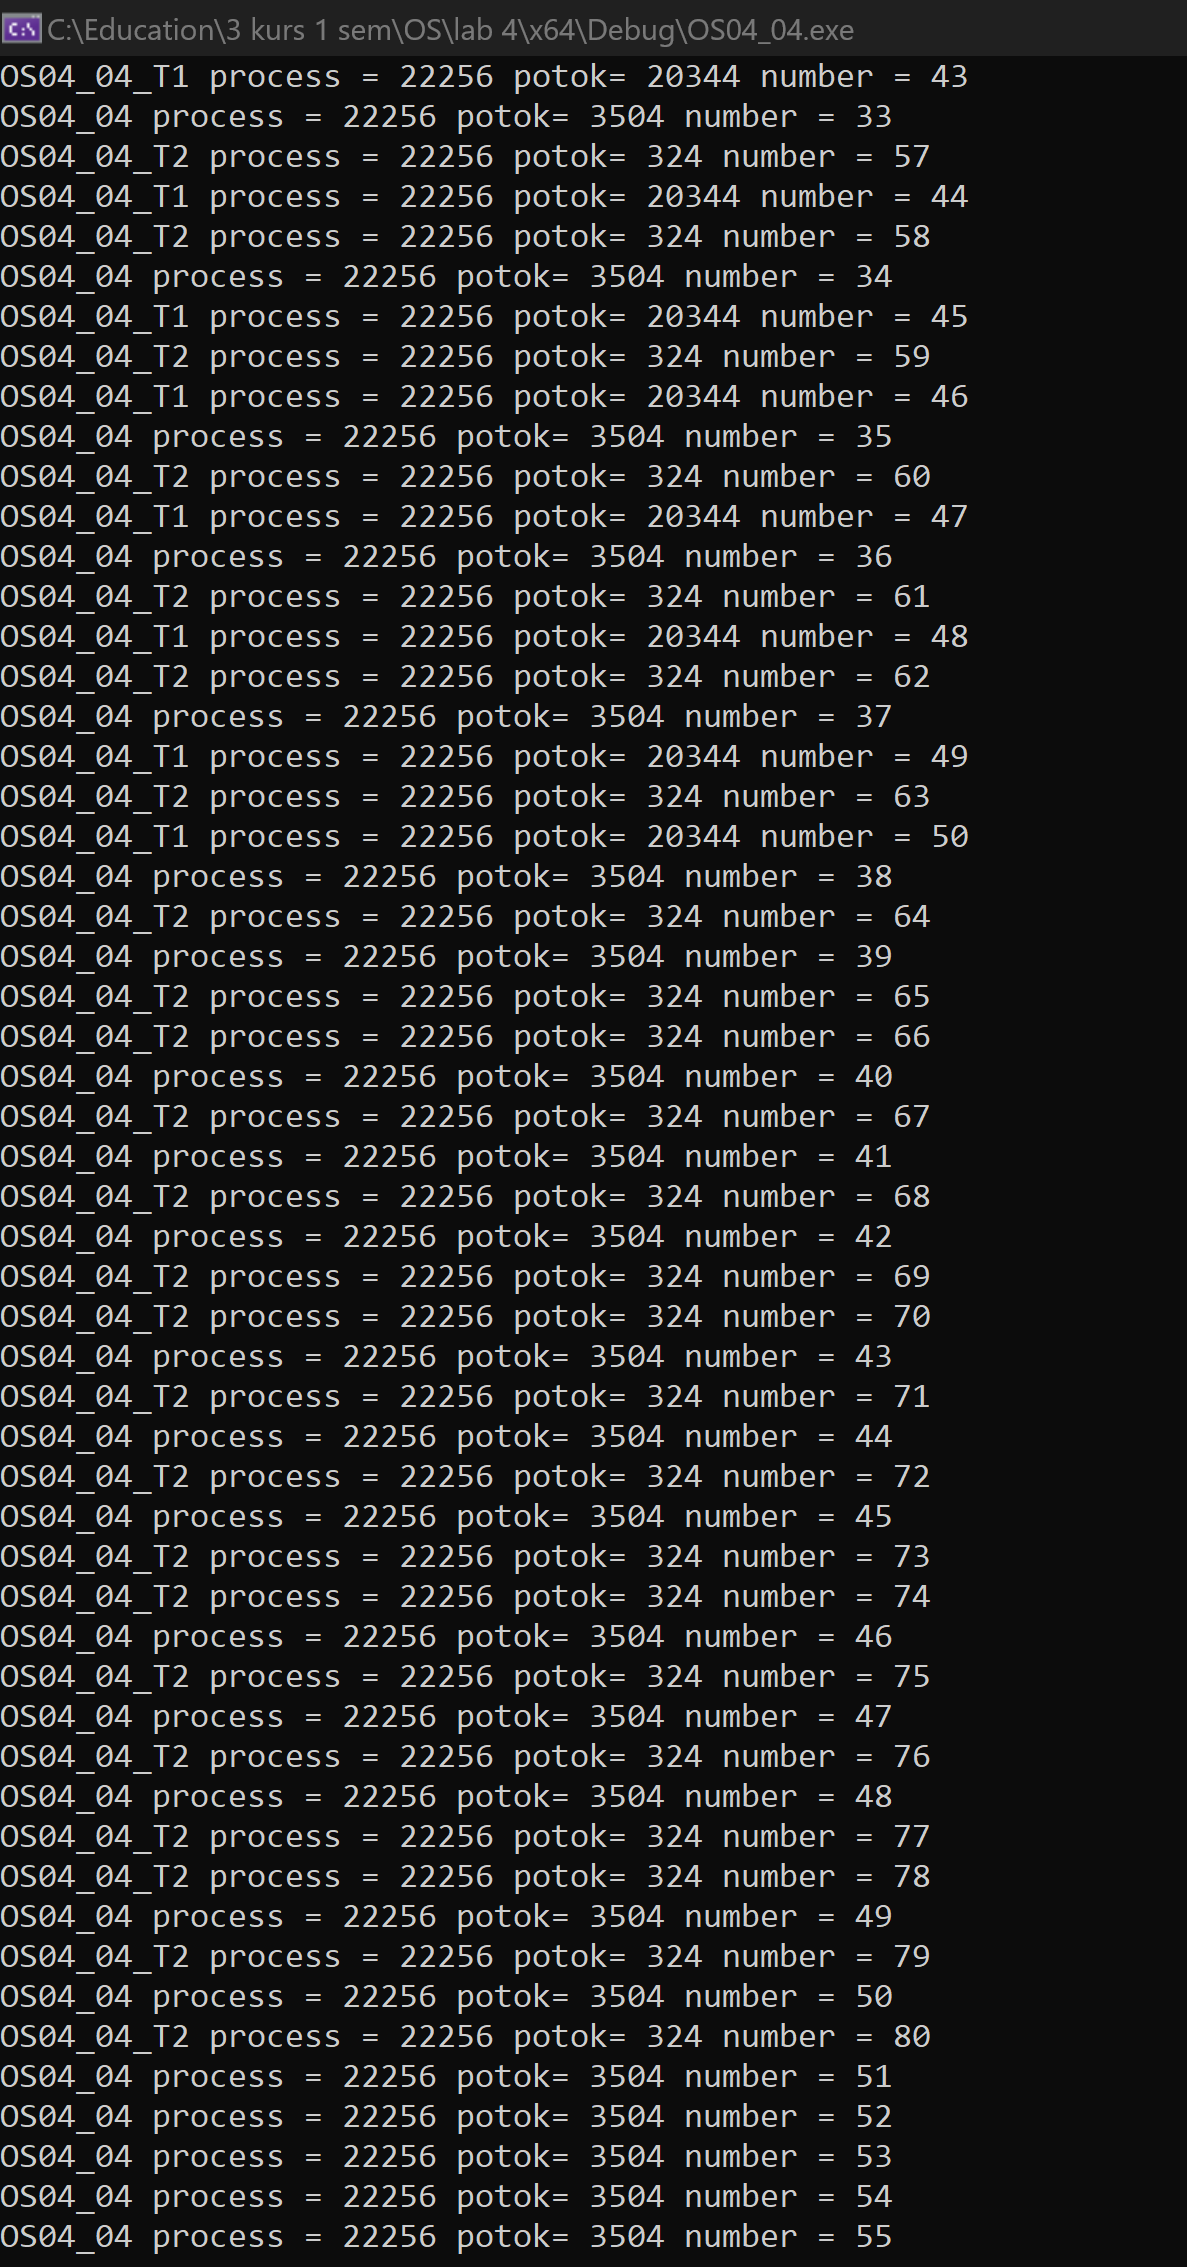 C:\Education\3 kurs 1 sem\OS\lab 4\x64\Debug\OS04_04.exe
OS04_04_T1 process = 22256 potok= 20344 number = 43
OS04_04 process = 22256 potok= 3504 number = 33
OS04_04_T2 process = 22256 potok= 324 number = 57
OS04_04_T1 process = 22256 potok= 20344 number = 44
OS04_04_T2 process = 22256 potok= 324 number = 58
OS04_04 process = 22256 potok= 3504 number = 34
OS04_04_T1 process = 22256 potok= 20344 number = 45
OS04_04_T2 process = 22256 potok= 324 number = 59
OS04_04_T1 process = 22256 potok= 20344 number = 46
OS04_04 process = 22256 potok= 3504 number = 35
OS04_04_T2 process = 22256 potok= 324 number = 60
OS04_04_T1 process = 22256 potok= 20344 number = 47
OS04_04 process = 22256 potok= 3504 number = 36
OS04_04_T2 process = 22256 potok= 324 number = 61
OS04_04_T1 process = 22256 potok= 20344 number = 48
OS04_04_T2 process = 22256 potok= 324 number = 62
OS04_04 process = 22256 potok= 3504 number = 37
OS04_04_T1 process = 22256 potok= 20344 number = 49
OS04_04_T2 process = 22256 potok= 324 number = 63
OS04_04_T1 process = 22256 potok= 20344 number = 50
OS04_04 process = 22256 potok= 3504 number = 38
OS04_04_T2 process = 22256 potok= 324 number = 64
OS04_04 process = 22256 potok= 3504 number = 39
OS04_04_T2 process = 22256 potok= 324 number = 65
OS04_04_T2 process = 22256 potok= 324 number = 66
OS04_04 process = 22256 potok= 3504 number = 40
OS04_04_T2 process = 22256 potok= 324 number = 67
OS04_04 process = 22256 potok= 3504 number = 41
OS04_04_T2 process = 22256 potok= 324 number = 68
OS04_04 process = 22256 potok= 3504 number = 42
OS04_04_T2 process = 22256 potok= 324 number = 69
OS04_04_T2 process = 22256 potok= 324 number = 70
OS04_04 process = 22256 potok= 3504 number = 43
OS04_04_T2 process = 22256 potok= 324 number = 71
OS04_04 process = 22256 potok= 3504 number = 44
OS04_04_T2 process = 22256 potok= 324 number = 72
OS04_04 process = 22256 potok= 3504 number = 45
OS04_04_T2 process = 22256 potok= 324 number = 73
OS04_04_T2 process = 22256 potok= 324 number = 74
OS04_04 process = 22256 potok= 3504 number = 46
OS04_04_T2 process = 22256 potok= 324 number = 75
OS04_04 process = 22256 potok= 3504 number = 47
OS04_04_T2 process = 22256 potok= 324 number = 76
OS04_04 process = 22256 potok= 3504 number = 48
OS04_04_T2 process = 22256 potok= 324 number = 77
OS04_04_T2 process = 22256 potok= 324 number = 78
OS04_04 process = 22256 potok= 3504 number = 49
OS04_04_T2 process = 22256 potok= 324 number = 79
OS04_04 process = 22256 potok= 3504 number = 50
OS04_04_T2 process = 22256 potok= 324 number = 80
OS04_04 process = 22256 potok= 3504 number = 51
OS04_04 process = 22256 potok= 3504 number = 52
OS04_04 process = 22256 potok= 3504 number = 53
OS04_04 process = 22256 potok= 3504 number = 54
OS04_04 process = 22256 potok= 3504 number = 55